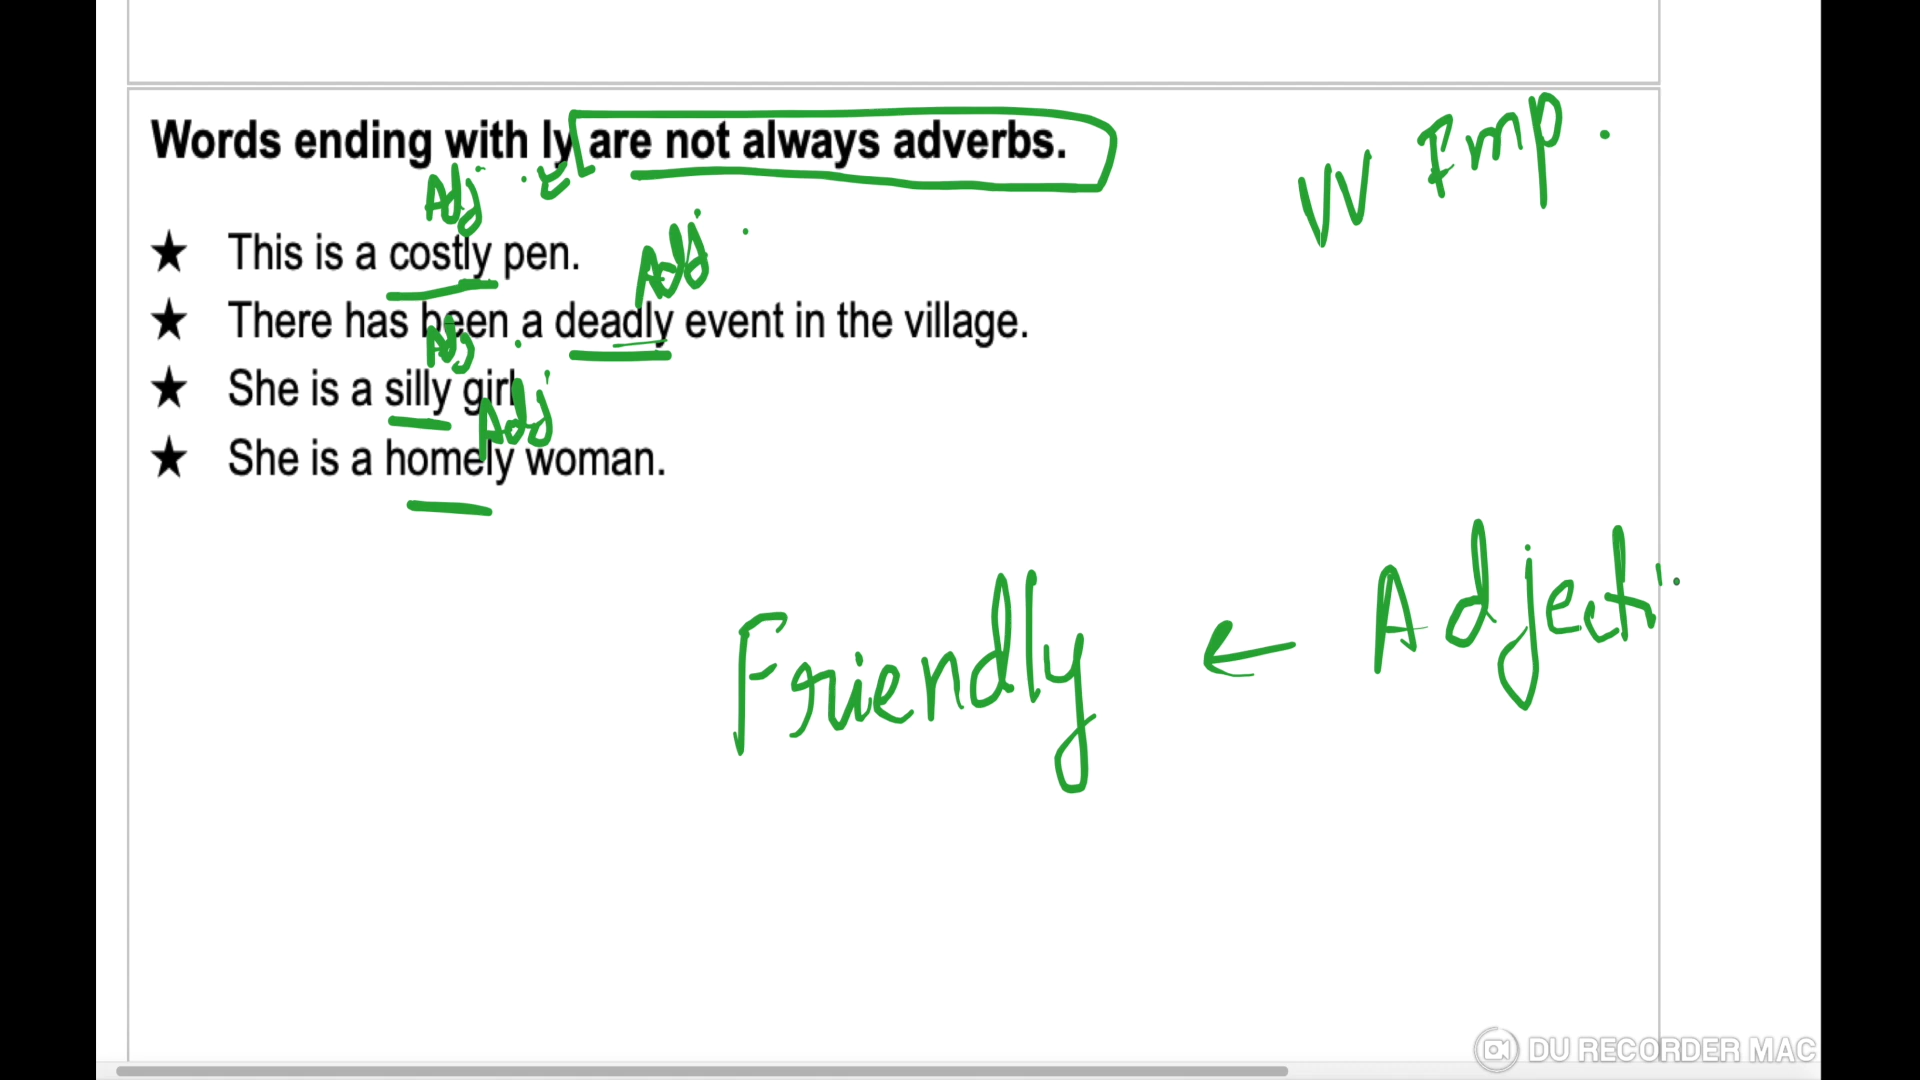 Words ending with ly are not always adverbs.
VV Imp.
Adj.
★ This is a costly pen.
Adj.
★ There has been a deadly event in the village.
Adj.
★ She is a silly girl.
Adj
★ She is a homely woman.
Friendly ← Adjecti
DU RECORDER MAC